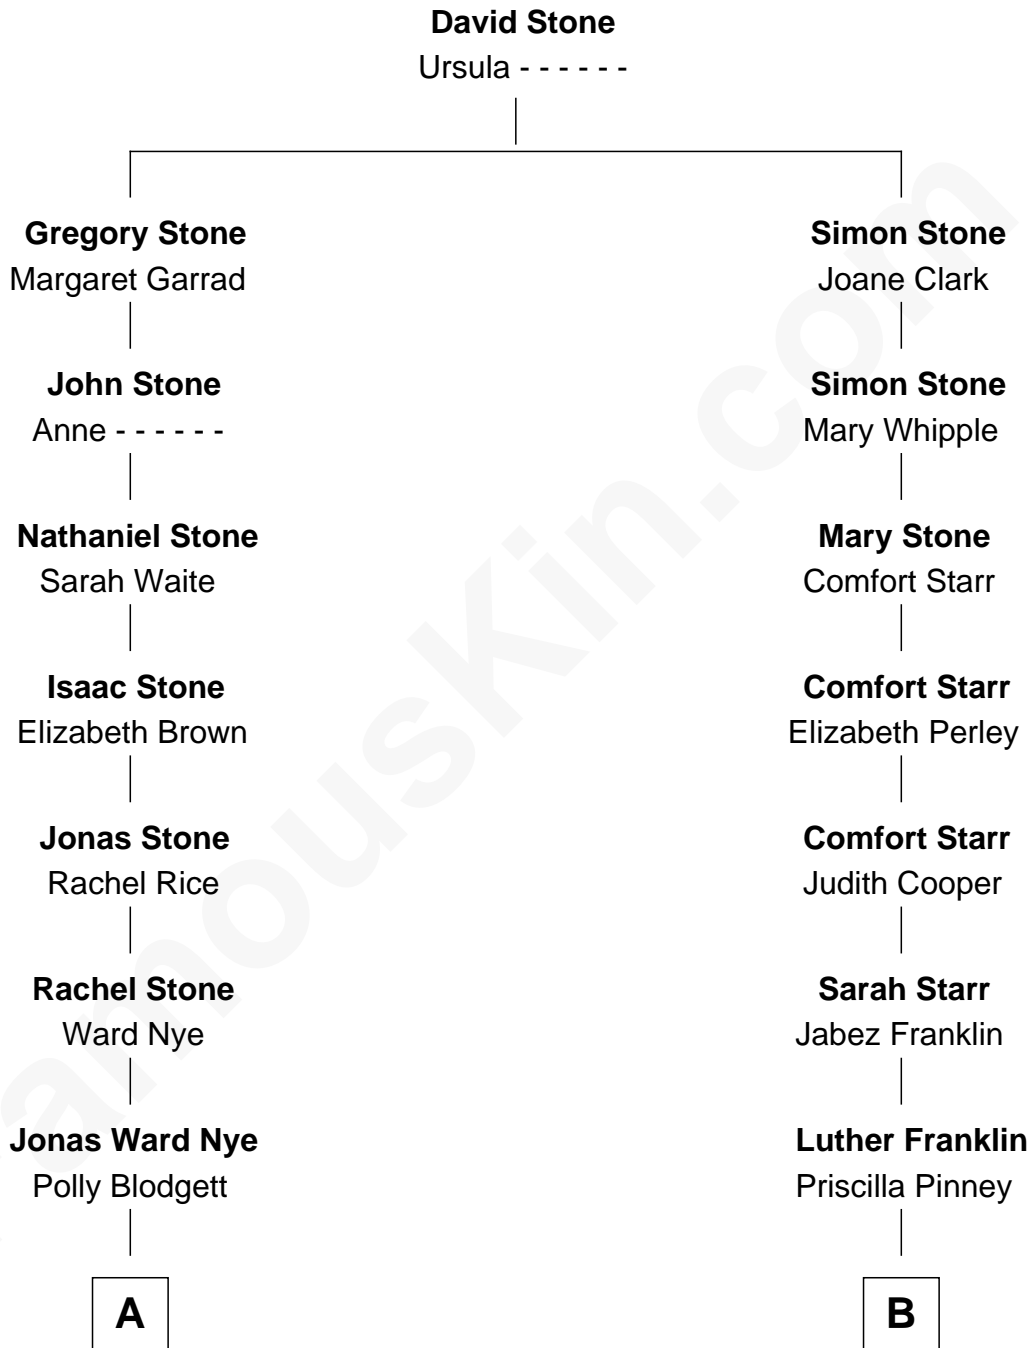 David Stone
Ursula - - - - - -
Gregory Stone
Margaret Garrad
John Stone
Anne - - - - - -
Nathaniel Stone
Sarah Waite
Isaac Stone
Elizabeth Brown
Jonas Stone
Rachel Rice
Rachel Stone
Ward Nye
Jonas Ward Nye
Polly Blodgett
A
Simon Stone
Joane Clark
Simon Stone
Mary Whipple
Mary Stone
Comfort Starr
Comfort Starr
Elizabeth Perley
Comfort Starr
Judith Cooper
Sarah Starr
Jabez Franklin
Luther Franklin
Priscilla Pinney
B
amouskin.com